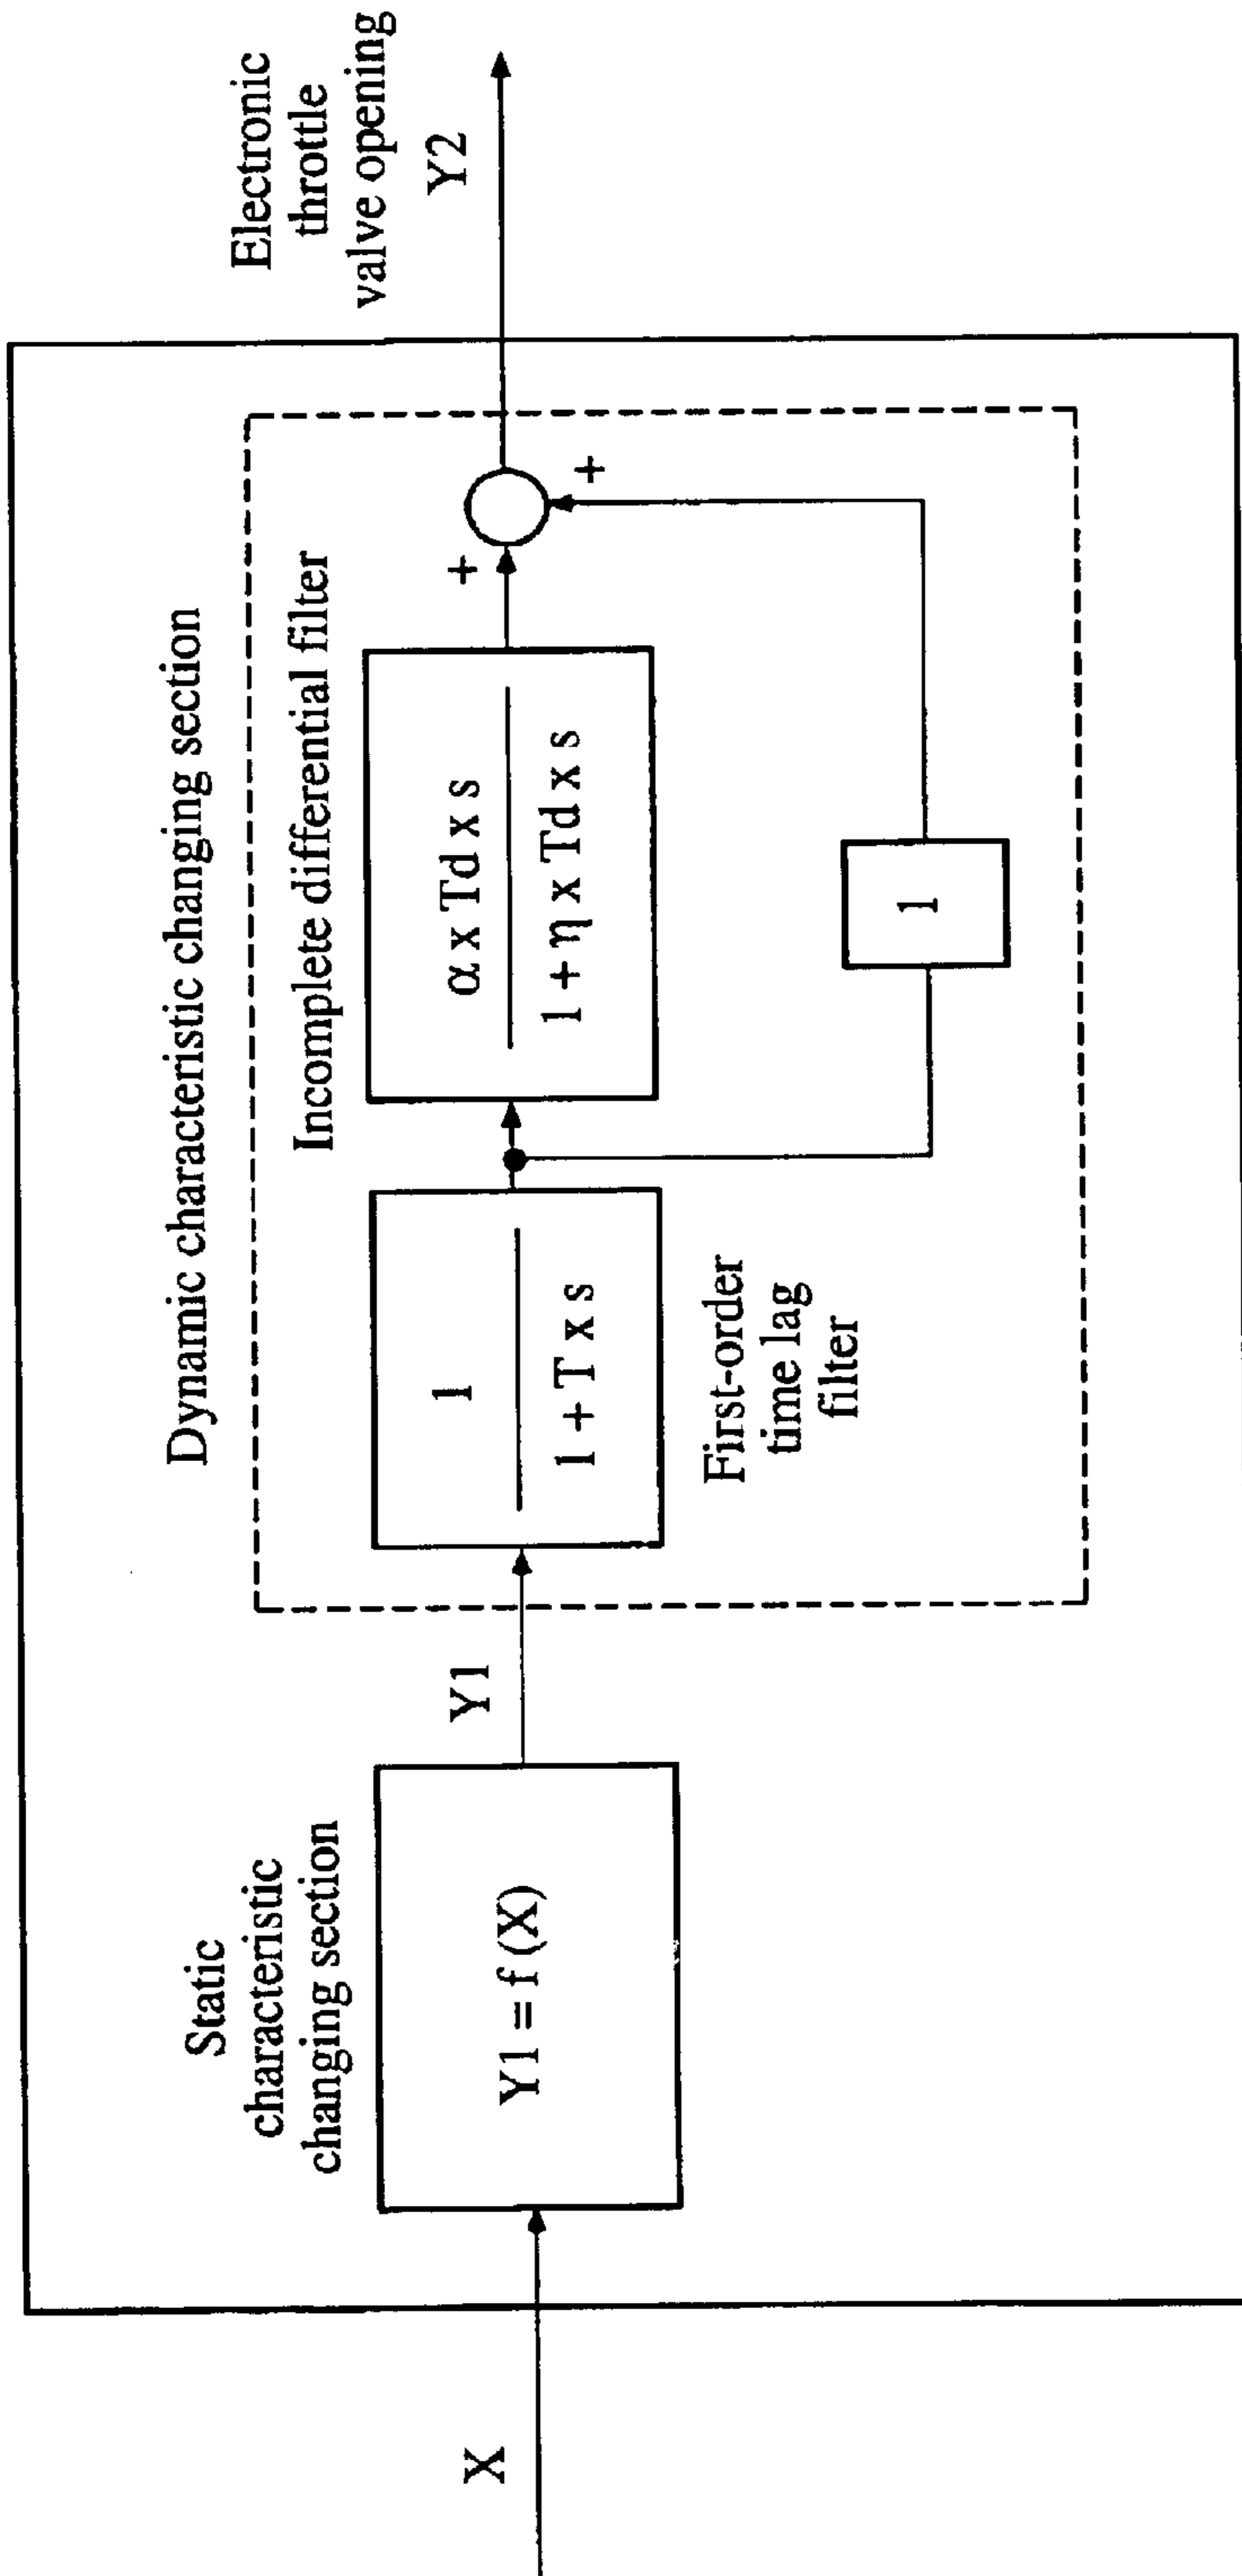 X
Static
characteristic
changing section
Y1 = f (X)
Y1
Dynamic characteristic changing section
1
1 + T x s
First-order
time lag
filter
Incomplete differential filter
α x Td x s
1 + η x Td x s
1
+
+
Electronic
throttle
valve opening
Y2